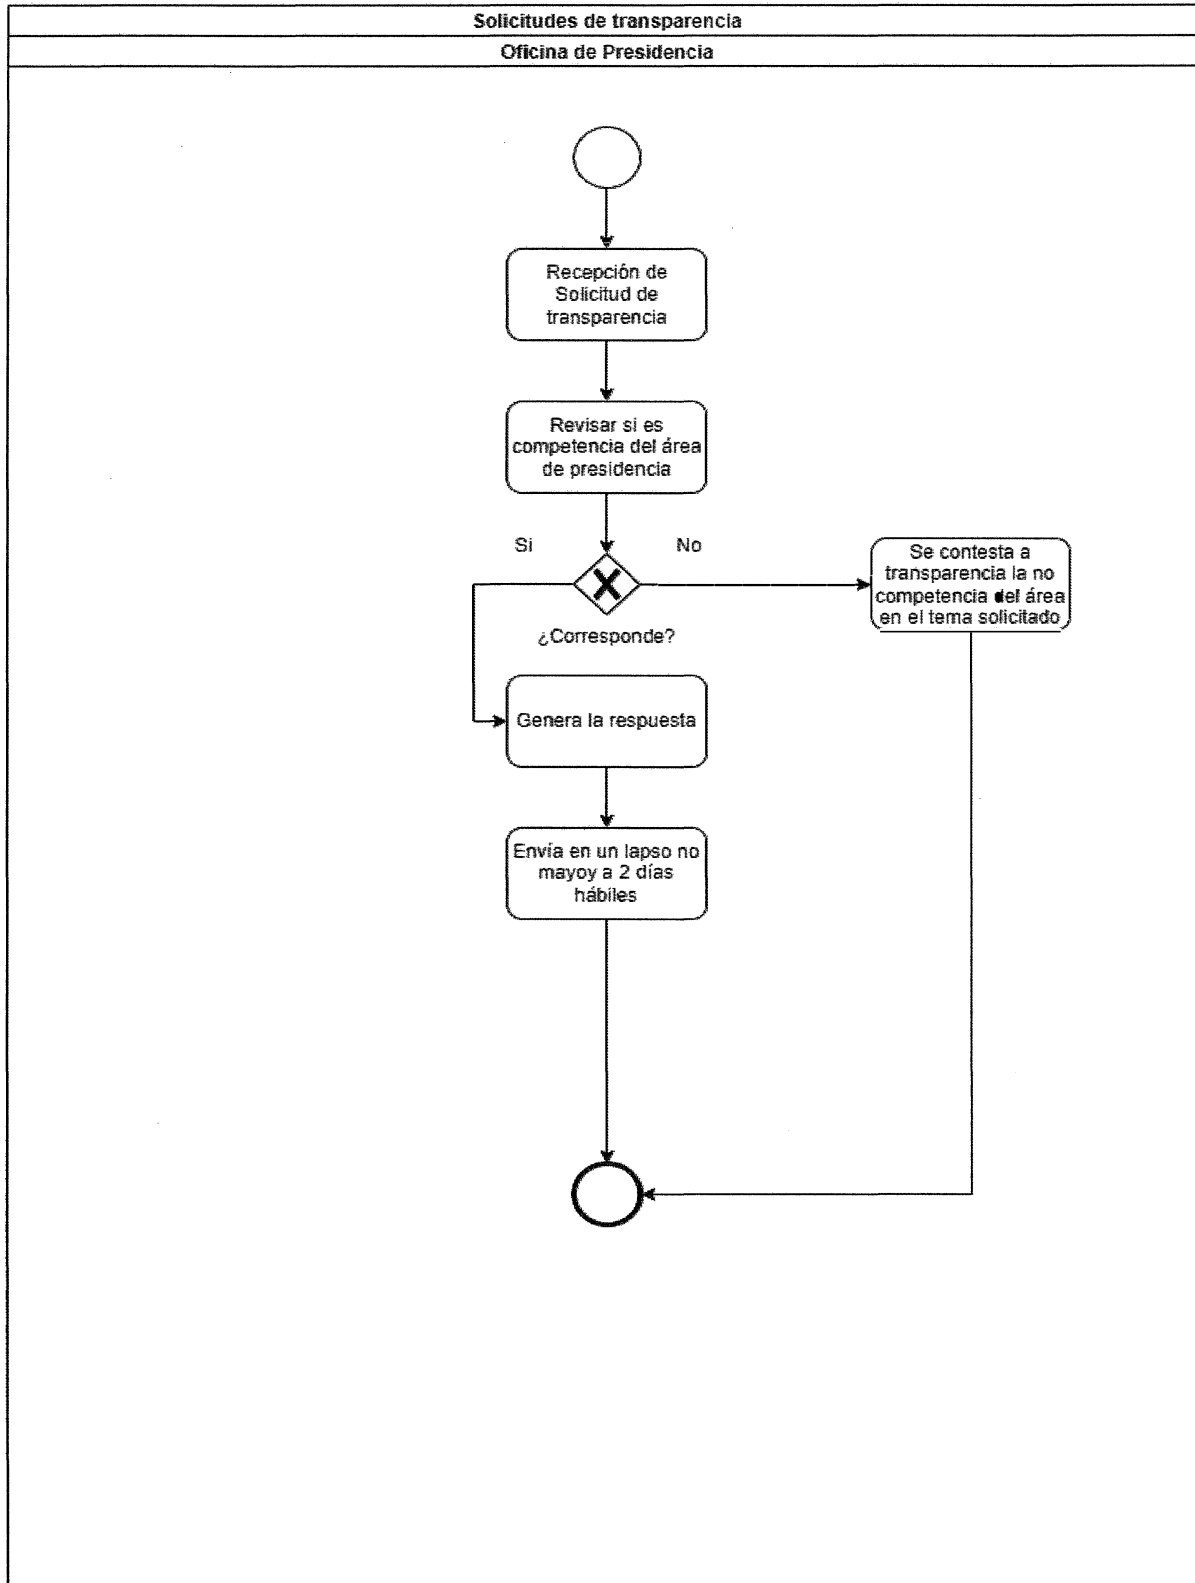 Solicitudes de transparencia
Oficina de Presidencia
Recepción de
Solicitud de
transparencia
Revisar si es
competencia del área
de presidencia
Si
No
¿Corresponde?
Se contesta a
transparencia la no
competencia del área
en el tema solicitado
Genera la respuesta
Envía en un lapso no
mayoy a 2 días
hábiles